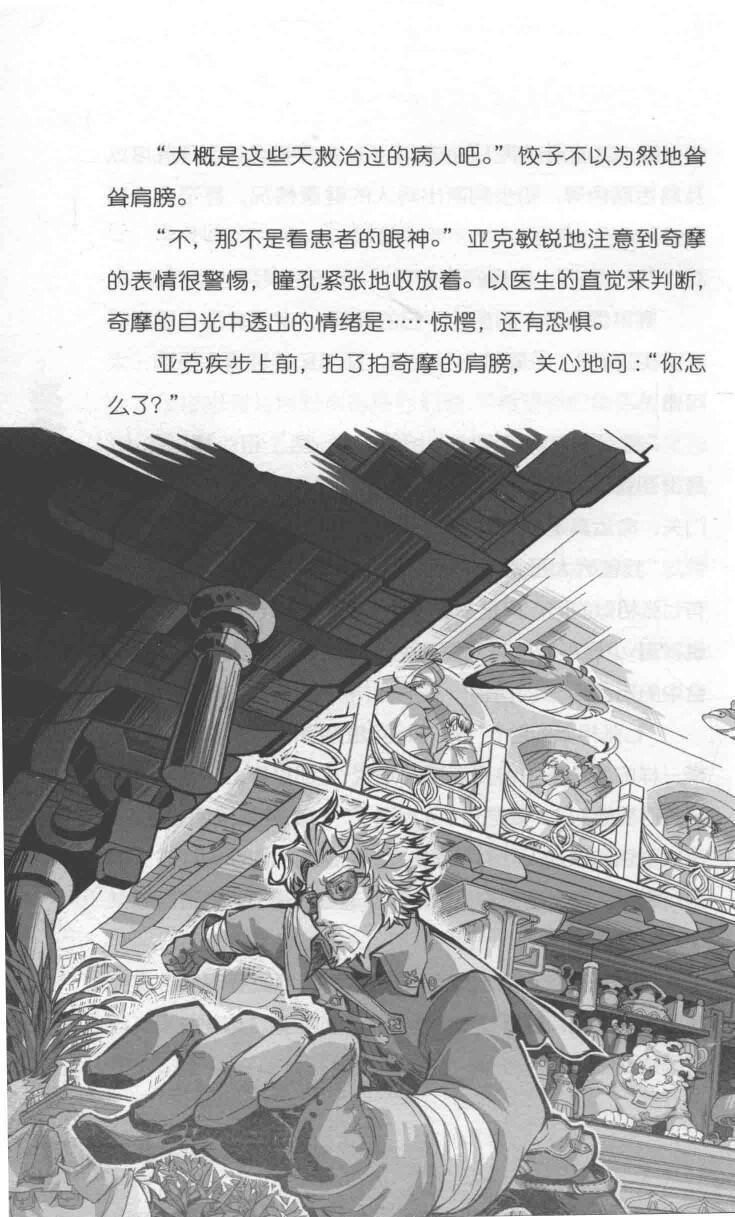 “大概是这些天救治过的病人吧。”饺子不以为然地耸
耸肩膀。
“不，那不是看患者的眼神。”亚克敏锐地注意到奇摩
的表情很警惕，瞳孔紧张地收放着。以医生的直觉来判断，
奇摩的目光中透出的情绪是……惊愕，还有恐惧。
亚克疾步上前，拍了拍奇摩的肩膀，关心地问：“你怎
么了？”